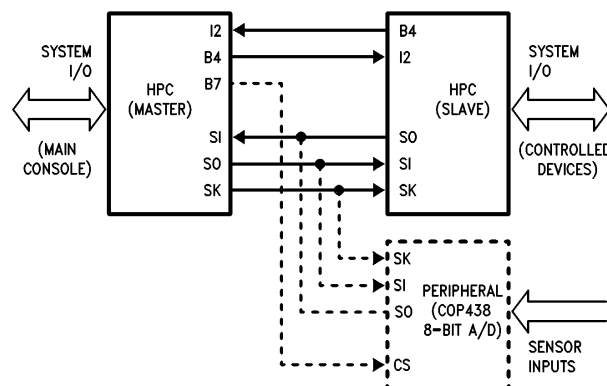 SYSTEM
I/O
(MAIN
CONSOLE)
HPC
(MASTER)
I2
B4
B7
SI
SO
SK
B4
I2
SO
SI
SK
HPC
(SLAVE)
SYSTEM
I/O
(CONTROLLED
DEVICES)
SK
SI
SO
CS
PERIPHERAL
(COP438
8-BIT A/D)
SENSOR
INPUTS